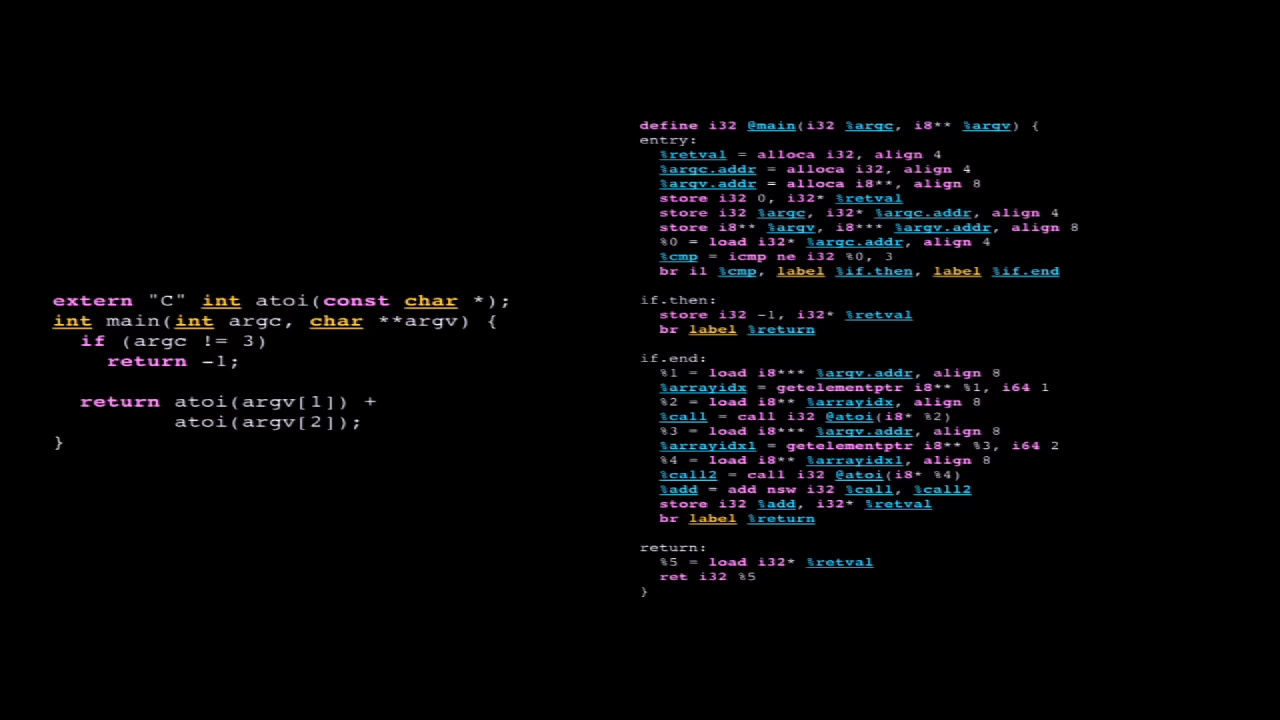 extern "C" int atoi(const char *);
int main(int argc, char **argv) {
  if (argc != 3)
    return -1;

  return atoi(argv[1]) +
         atoi(argv[2]);
}
define i32 @main(i32 %argc, i8** %argv) {
entry:
  %retval = alloca i32, align 4
  %argc.addr = alloca i32, align 4
  %argv.addr = alloca i8**, align 8
  store i32 0, i32* %retval
  store i32 %argc, i32* %argc.addr, align 4
  store i8** %argv, i8*** %argv.addr, align 8
  %0 = load i32* %argc.addr, align 4
  %cmp = icmp ne i32 %0, 3
  br i1 %cmp, label %if.then, label %if.end

if.then:
  store i32 -1, i32* %retval
  br label %return

if.end:
  %1 = load i8*** %argv.addr, align 8
  %arrayidx = getelementptr i8** %1, i64 1
  %2 = load i8** %arrayidx, align 8
  %call = call i32 @atoi(i8* %2)
  %3 = load i8*** %argv.addr, align 8
  %arrayidx1 = getelementptr i8** %3, i64 2
  %4 = load i8** %arrayidx1, align 8
  %call2 = call i32 @atoi(i8* %4)
  %add = add nsw i32 %call, %call2
  store i32 %add, i32* %retval
  br label %return

return:
  %5 = load i32* %retval
  ret i32 %5
}